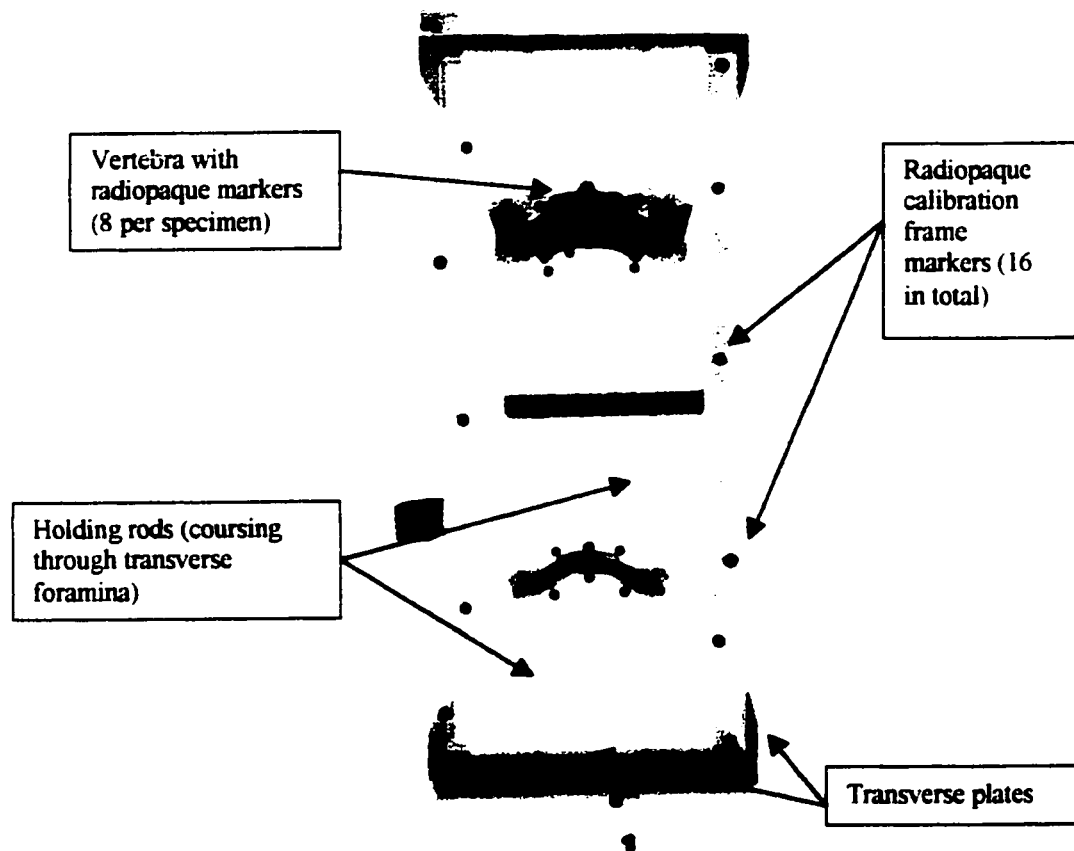 Vertebra with
radiopaque markers
(8 per specimen)
Radiopaque
calibration
frame
markers (16
in total)
Holding rods (coursing
through transverse
foramina)
Transverse plates